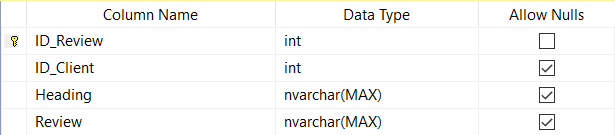 Column Name Data Type Allow Nulls
ID_Review int
ID_Client int
Heading nvarchar(MAX)
Review nvarchar(MAX)